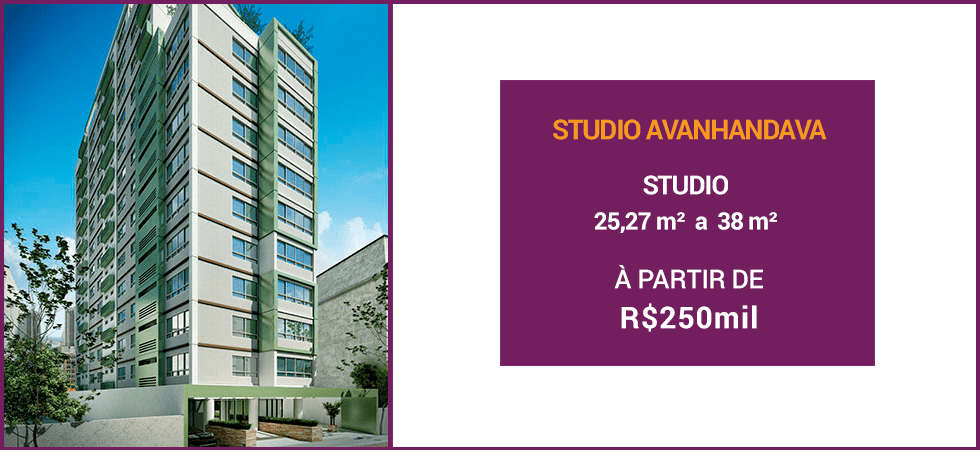 STUDIO AVANHANDAVA
STUDIO
25,27 m² a 38 m²
À PARTIR DE
R$250mil